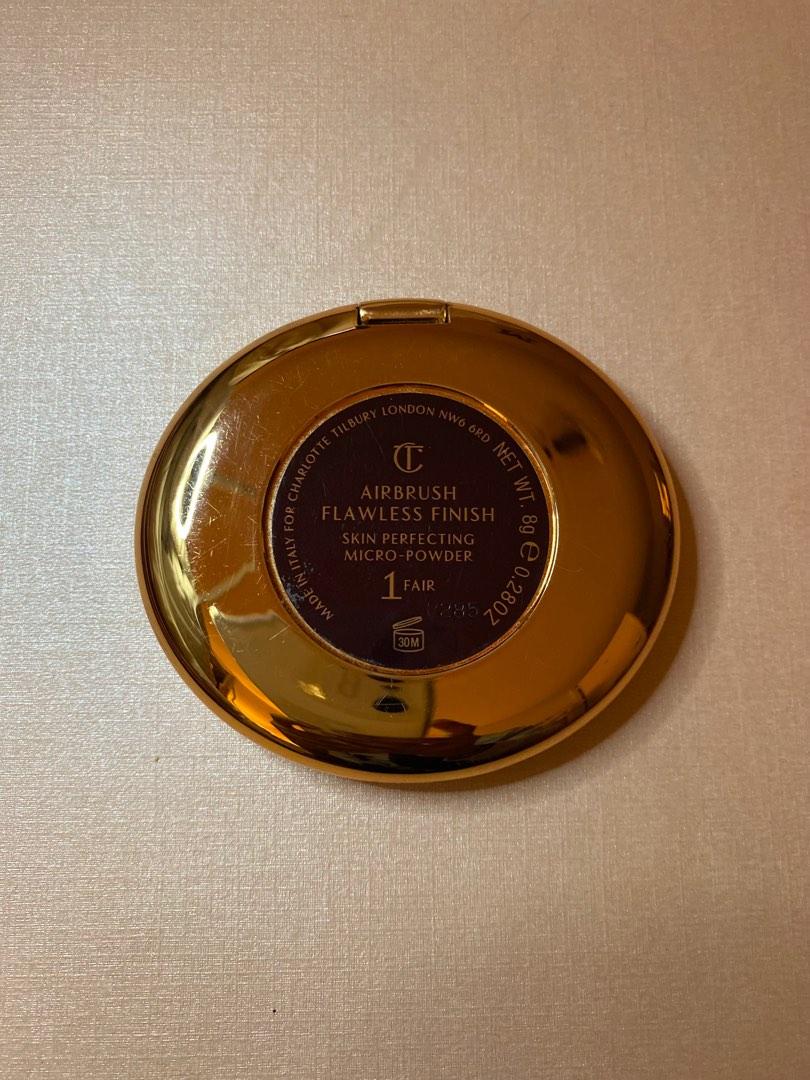 MADE IN ITALY FOR CHARLOTTE TILBURY LONDON NW6 6RD
NET WT. 8g e 0.28OZ
CT
AIRBRUSH
FLAWLESS FINISH
SKIN PERFECTING
MICRO-POWDER
1 FAIR
30M